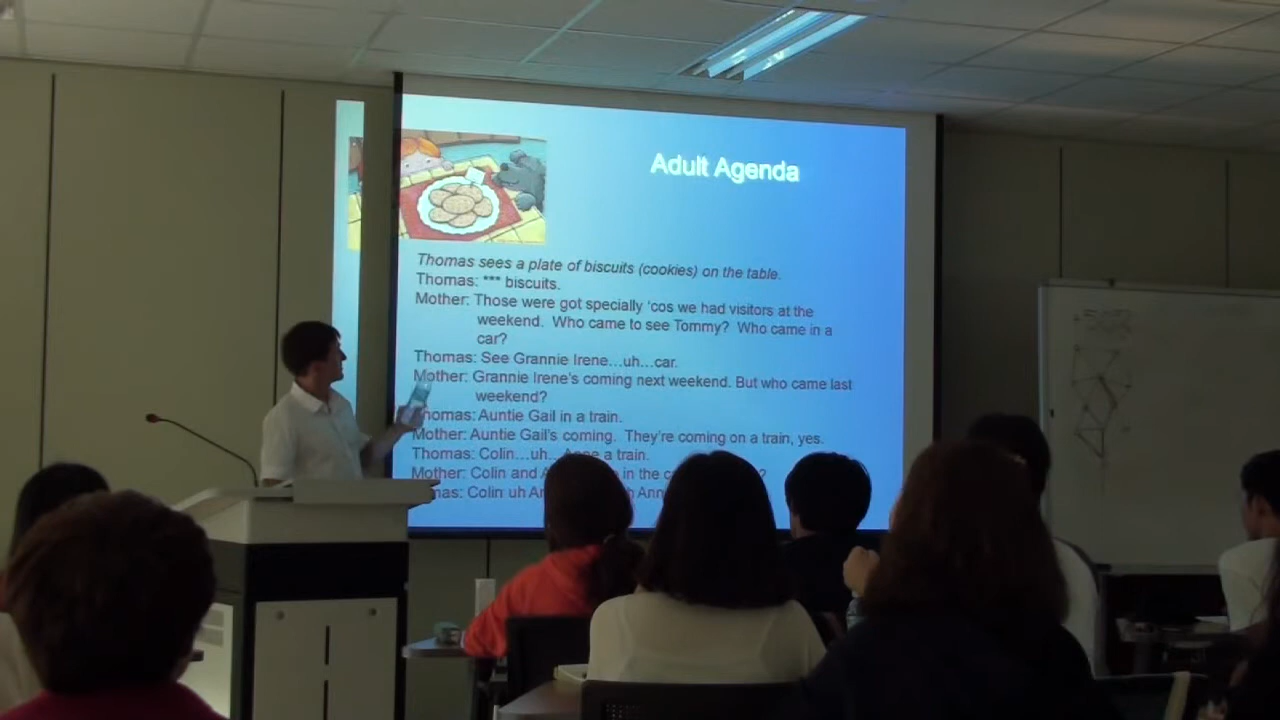 Adult Agenda
Thomas sees a plate of biscuits (cookies) on the table.
Thomas: *** biscuits.
Mother: Those were got specially 'cos we had visitors at the
weekend. Who came to see Tommy? Who came in a
car?
Thomas: See Grannie Irene...uh...car.
Mother: Grannie Irene's coming next weekend. But who came last
weekend?
Thomas: Auntie Gail in a train.
Mother: Auntie Gail's coming. They're coming on a train, yes.
Thomas: Colin...uh... a train.
Mother: Colin and in the
Colin uh